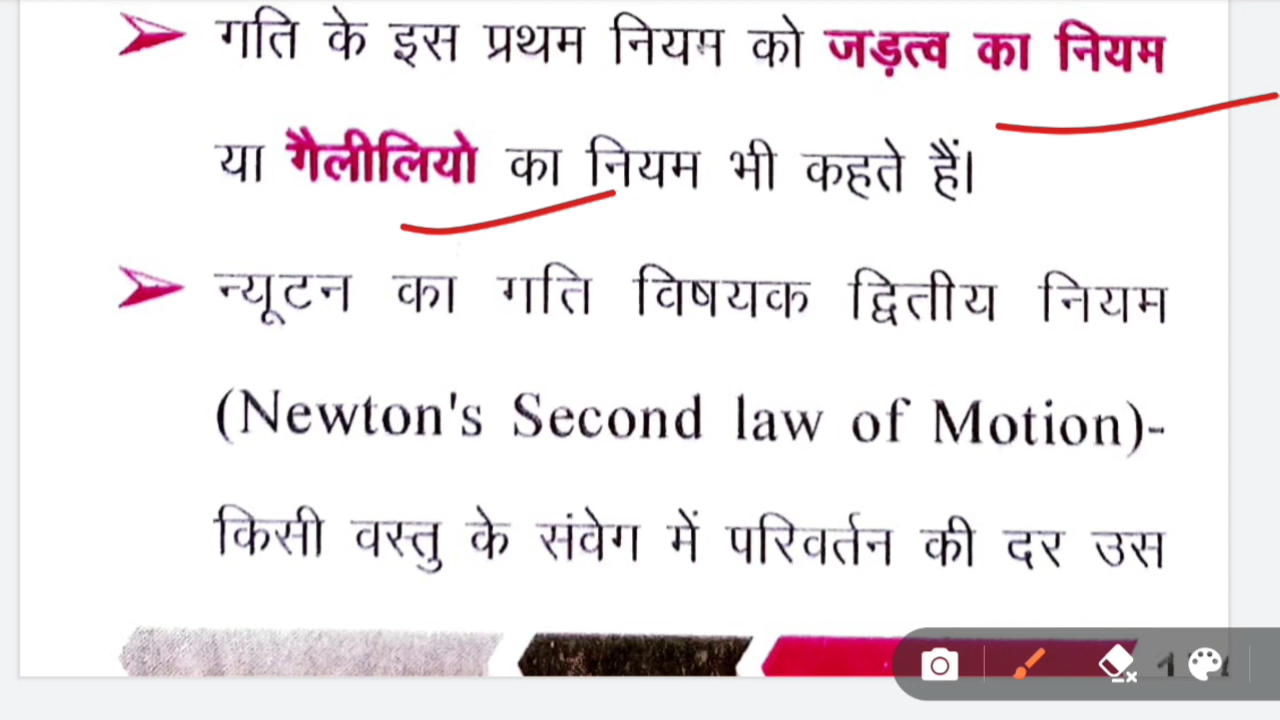 गति के इस प्रथम नियम को जड़त्व का नियम
या गैलीलियो का नियम भी कहते हैं।
न्यूटन का गति विषयक द्वितीय नियम
(Newton's Second law of Motion)-
किसी वस्तु के संवेग में परिवर्तन की दर उस